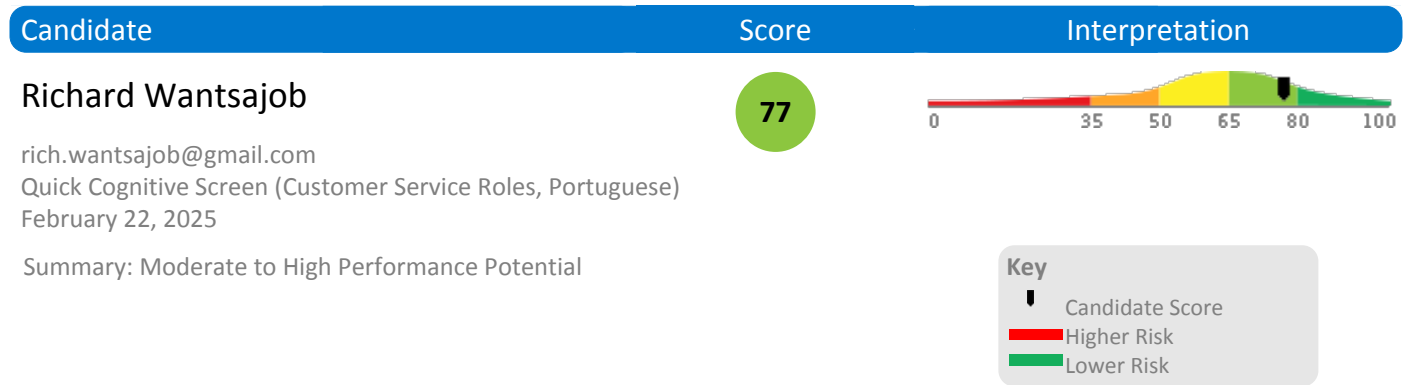 Candidate Score Interpretation
Richard Wantsajob
77
0 35 50 65 80 100
rich.wantsajob@gmail.com
Quick Cognitive Screen (Customer Service Roles, Portuguese)
February 22, 2025
Summary: Moderate to High Performance Potential
Key
Candidate Score
Higher Risk
Lower Risk